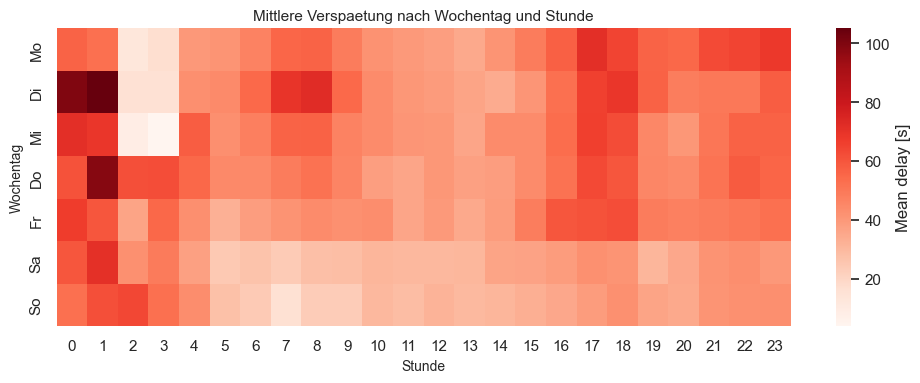 Mittlere Verspaetung nach Wochentag und Stunde
Wochentag
Mo
Di
Mi
Do
Fr
Sa
So
0 1 2 3 4 5 6 7 8 9 10 11 12 13 14 15 16 17 18 19 20 21 22 23
Stunde
100
80
60
40
20
Mean delay [s]